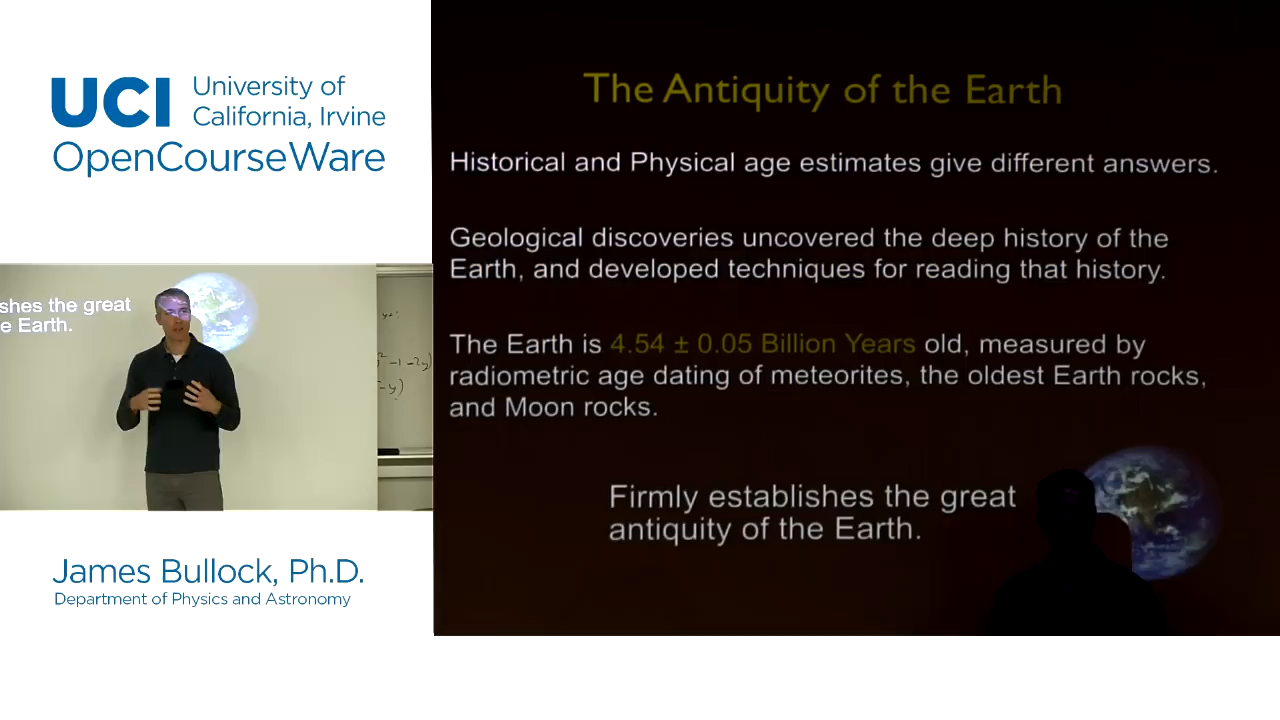 UCI University of
California, Irvine
OpenCourseWare
shes the great
e Earth.
James Bullock, Ph.D.
Department of Physics and Astronomy
The Antiquity of the Earth
Historical and Physical age estimates give different answers.
Geological discoveries uncovered the deep history of the
Earth, and developed techniques for reading that history.
The Earth is 4.54 ± 0.05 Billion Years old, measured by
radiometric age dating of meteorites, the oldest Earth rocks,
and Moon rocks.
Firmly establishes the great
antiquity of the Earth.